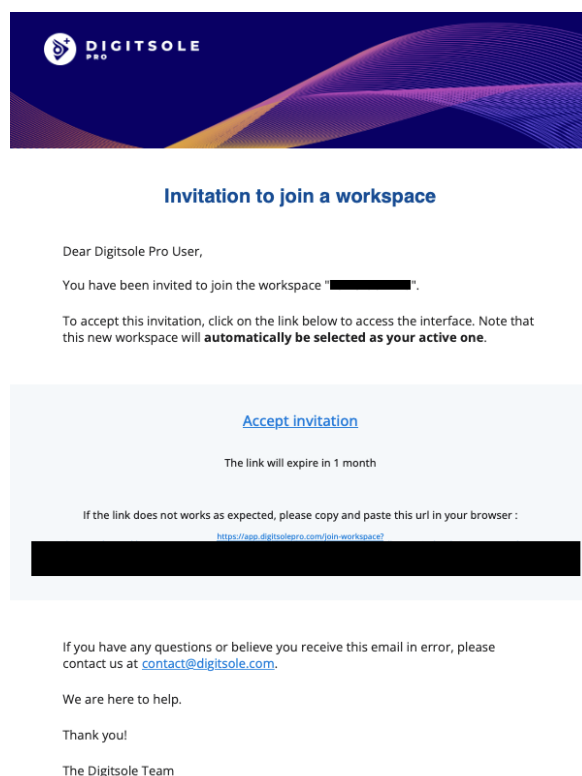 DIGITSOLE
PRO
Invitation to join a workspace
Dear Digitsole Pro User,
You have been invited to join the workspace "".
To accept this invitation, click on the link below to access the interface. Note that
this new workspace will automatically be selected as your active one.
Accept invitation
The link will expire in 1 month
If the link does not works as expected, please copy and paste this url in your browser :
https://app.digitsolepro.com/join-workspace?
If you have any questions or believe you receive this email in error, please
contact us at contact@digitsole.com.
We are here to help.
Thank you!
The Digitsole Team